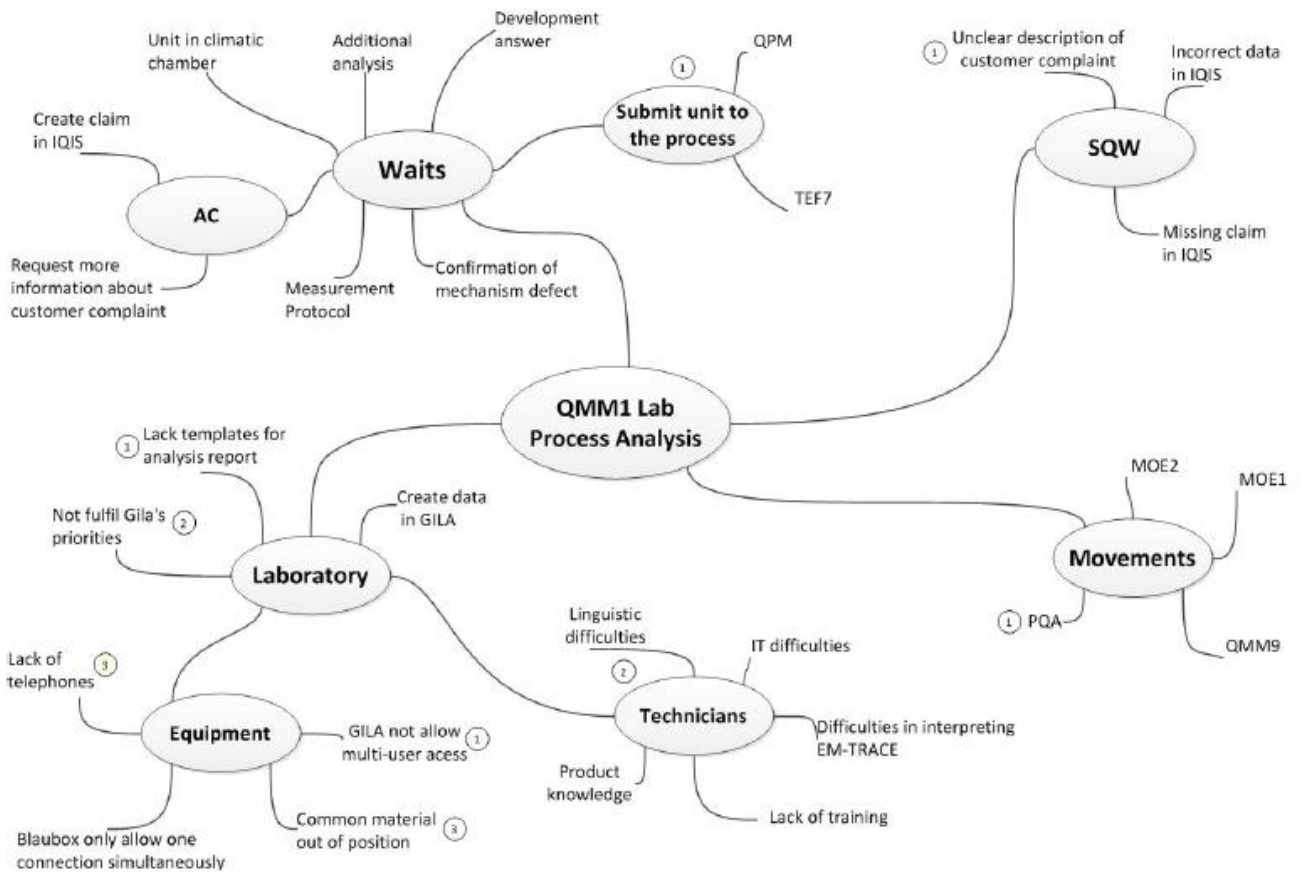 Unit in climatic
chamber
Additional
analysis
Development
answer
QPM
1
Submit unit to
the process
TEF7
Create claim
in IQIS
Waits
AC
Request more
information about
customer complaint
Measurement
Protocol
Confirmation of
mechanism defect
1
Unclear description of
customer complaint
Incorrect data
in IQIS
SQW
Missing claim
in IQIS
QMM1 Lab
Process Analysis
1
Lack templates for
analysis report
Not fulfil Gila's
priorities
2
Create data
in GILA
Laboratory
MOE2
MOE1
Movements
1
PQA
QMM9
Lack of
telephones
3
Equipment
GILA not allow
multi-user acess
1
Blaubox only allow one
connection simultaneously
Common material
out of position
3
Linguistic
difficulties
2
IT difficulties
Technicians
Difficulties in interpreting
EM-TRACE
Product
knowledge
Lack of training